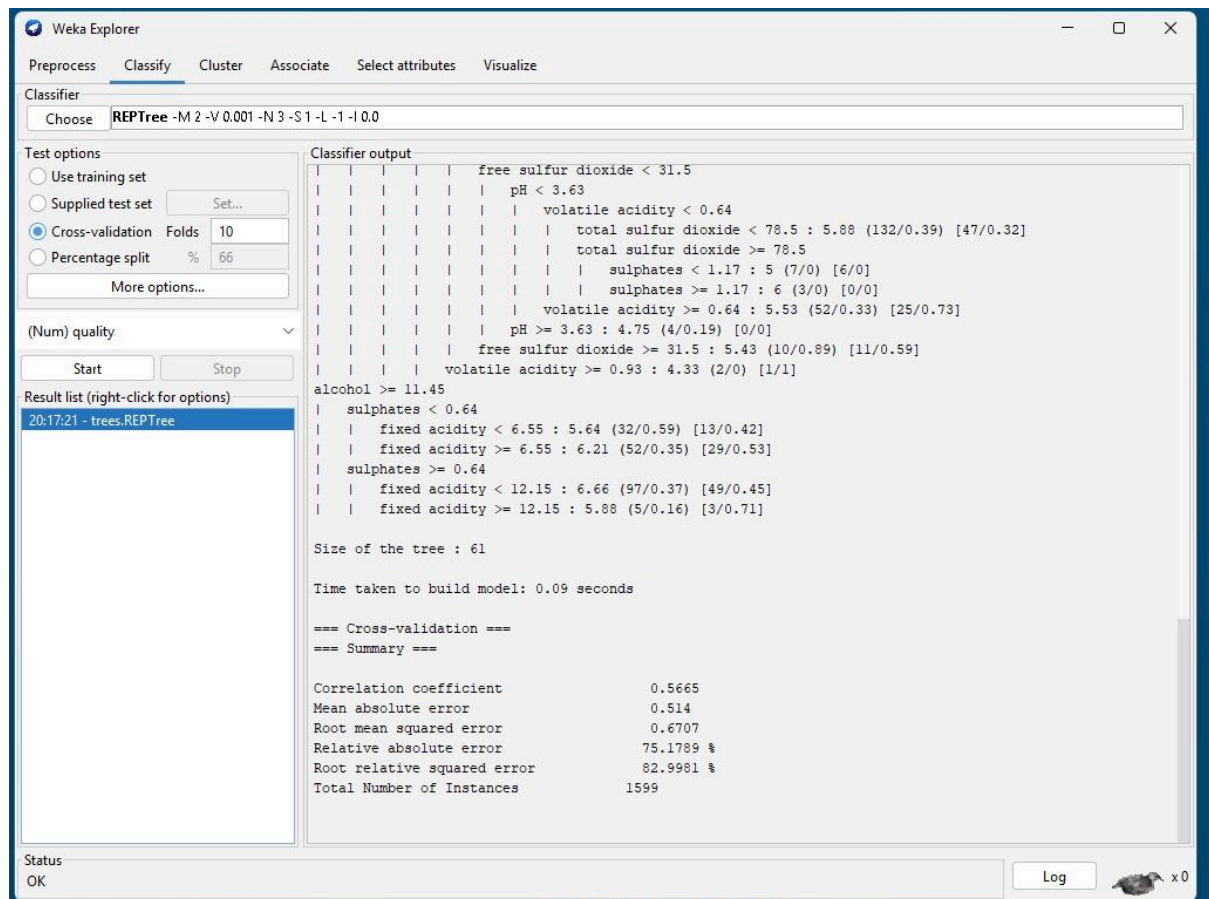 Weka Explorer
Preprocess Classify Cluster Associate Select attributes Visualize
Classifier
Choose REPTree -M 2 -V 0.001 -N 3 -S 1 -L -1 -I 0.0
Test options
Use training set
Supplied test set Set...
Cross-validation Folds 10
Percentage split % 66
More options...
(Num) quality
Start Stop
Result list (right-click for options)
20:17:21 - trees.REPTree
Classifier output
| | | | | free sulfur dioxide < 31.5
| | | | | | pH < 3.63
| | | | | | | volatile acidity < 0.64
| | | | | | | | total sulfur dioxide < 78.5 : 5.88 (132/0.39) [47/0.32]
| | | | | | | | total sulfur dioxide >= 78.5
| | | | | | | | | sulphates < 1.17 : 5 (7/0) [6/0]
| | | | | | | | | sulphates >= 1.17 : 6 (3/0) [0/0]
| | | | | | | volatile acidity >= 0.64 : 5.53 (52/0.33) [25/0.73]
| | | | | | pH >= 3.63 : 4.75 (4/0.19) [0/0]
| | | | | free sulfur dioxide >= 31.5 : 5.43 (10/0.89) [11/0.59]
| | | | volatile acidity >= 0.93 : 4.33 (2/0) [1/1]
alcohol >= 11.45
| sulphates < 0.64
| | fixed acidity < 6.55 : 5.64 (32/0.59) [13/0.42]
| | fixed acidity >= 6.55 : 6.21 (52/0.35) [29/0.53]
| sulphates >= 0.64
| | fixed acidity < 12.15 : 6.66 (97/0.37) [49/0.45]
| | fixed acidity >= 12.15 : 5.88 (5/0.16) [3/0.71]
Size of the tree : 61
Time taken to build model: 0.09 seconds
=== Cross-validation ===
=== Summary ===
Correlation coefficient 0.5665
Mean absolute error 0.514
Root mean squared error 0.6707
Relative absolute error 75.1789 %
Root relative squared error 82.9981 %
Total Number of Instances 1599
Status
OK
Log x 0